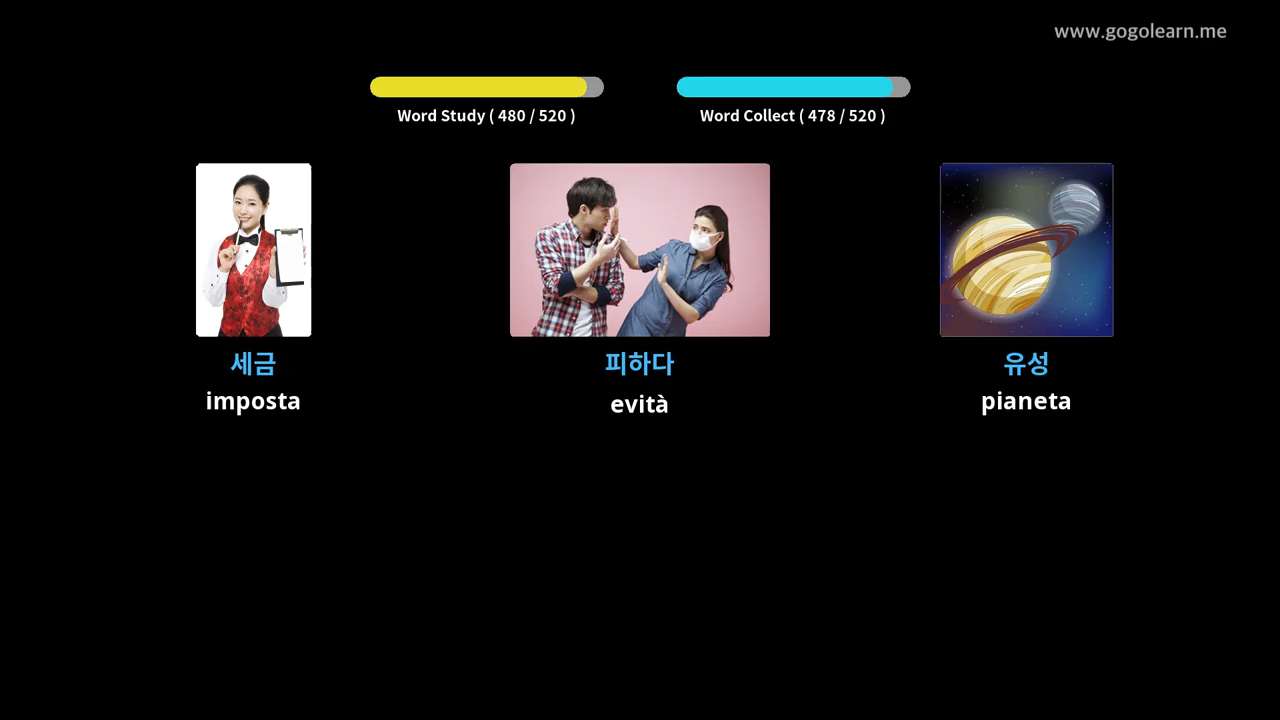 www.gogolearn.me
Word Study ( 480 / 520 )
Word Collect ( 478 / 520 )
세금
피하다
유성
imposta
evità
pianeta